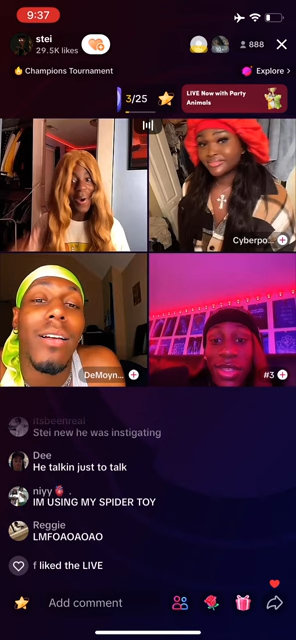 9:37
stei
29.5K likes
888
Champions Tournament
Explore >
3/25
LIVE Now with Party
Animals
Cyberpo...
DeMoyn...
#3
itsbeenreal
Stei new he was instigating
Dee
He talkin just to talk
niyy
IM USING MY SPIDER TOY
Reggie
LMFOAOAOAO
f liked the LIVE
Add comment